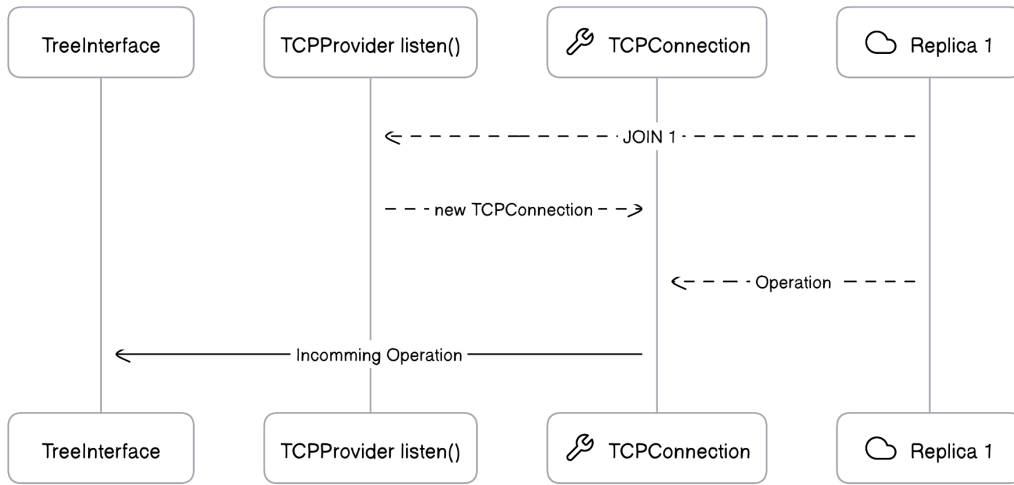 TreeInterface
TCPProvider listen()
TCPConnection
Replica 1
JOIN 1
new TCPConnection
Operation
Incomming Operation
TreeInterface
TCPProvider listen()
TCPConnection
Replica 1